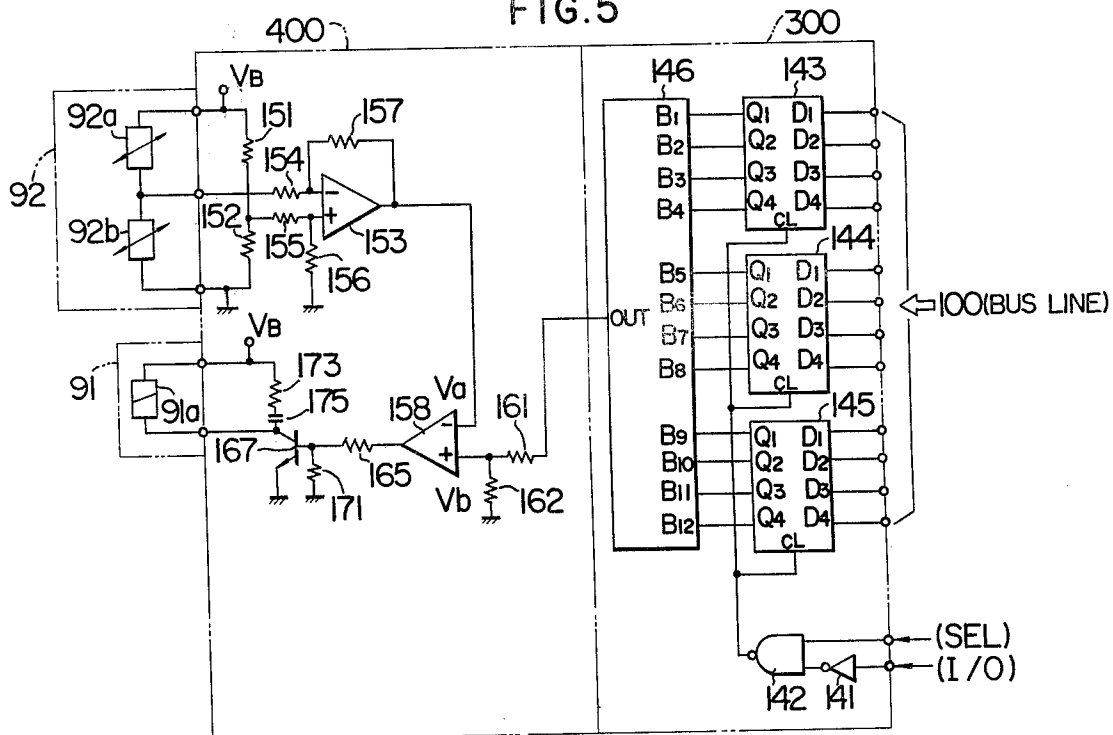 FIG.5
400
300
VB
146
143
92a
151
157
B1 Q1 D1
B2 Q2 D2
B3 Q3 D3
B4 Q4 D4
CL
154
92
92b
152
155
156
153
144
B5 Q1 D1
B6 Q2 D2
B7 Q3 D3
B8 Q4 D4
CL
OUT
100(BUS LINE)
VB
91
91a
173
175
158
Va
161
145
B9 Q1 D1
B10 Q2 D2
B11 Q3 D3
B12 Q4 D4
CL
167
171
165
Vb
162
(SEL)
(I/O)
142
141